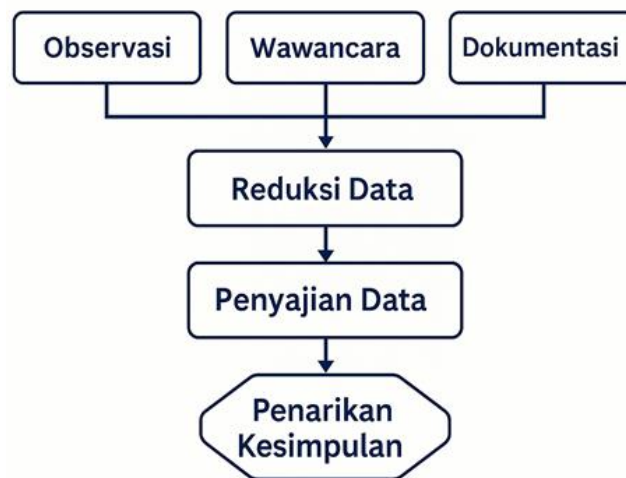 Observasi
Wawancara
Dokumentasi
Reduksi Data
Penyajian Data
Penarikan
Kesimpulan